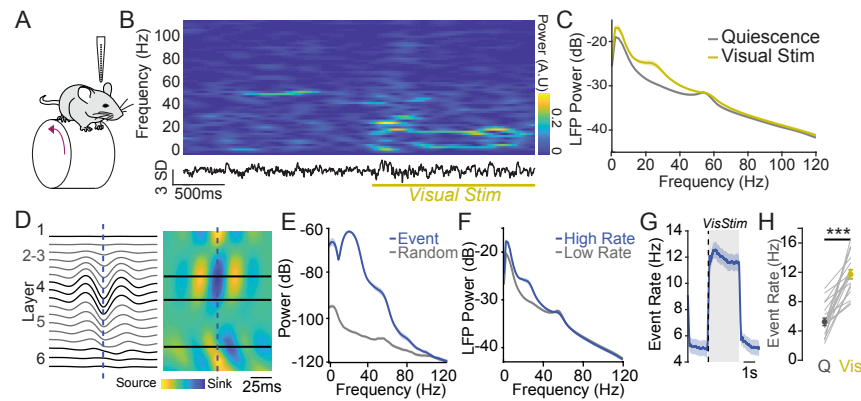 A
B
Frequency (Hz)
100
80
60
40
20
0
Power (A.U)
0.2
0
3 SD
500ms
Visual Stim
C
Quiescence
Visual Stim
LFP Power (dB)
-20
-30
-40
0 20 40 60 80 100 120
Frequency (Hz)
D
Layer
1
2-3
4
5
6
Source
Sink
25ms
E
Event
Random
Power (dB)
-60
-80
-100
-120
0 40 80 120
Frequency (Hz)
F
High Rate
Low Rate
LFP Power (dB)
-20
-30
-40
0 40 80 120
Frequency (Hz)
G
VisStim
Event Rate (Hz)
14
12
10
8
6
4
1s
H
***
Event Rate (Hz)
16
12
8
4
0
Q Vis